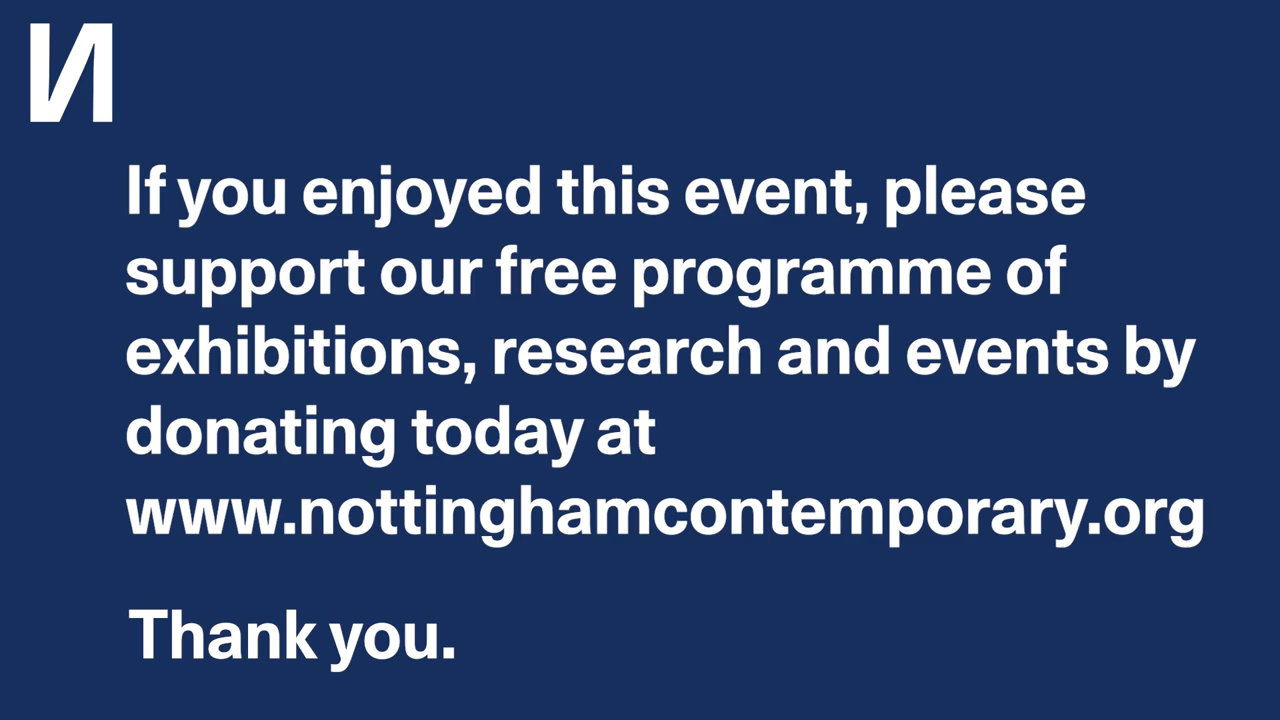 И
If you enjoyed this event, please
support our free programme of
exhibitions, research and events by
donating today at
www.nottinghamcontemporary.org
Thank you.